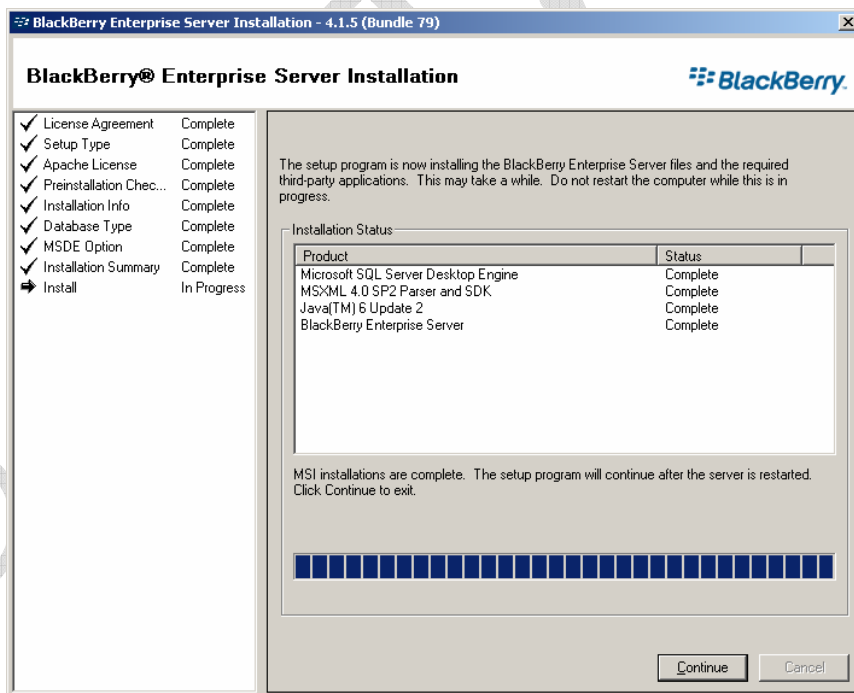 BlackBerry Enterprise Server Installation - 4.1.5 (Bundle 79)
BlackBerry® Enterprise Server Installation
BlackBerry.
License Agreement Complete
Setup Type Complete
Apache License Complete
Preinstallation Chec... Complete
Installation Info Complete
Database Type Complete
MSDE Option Complete
Installation Summary Complete
Install In Progress
The setup program is now installing the BlackBerry Enterprise Server files and the required
third-party applications. This may take a while. Do not restart the computer while this is in
progress.
Installation Status
Product Status
Microsoft SQL Server Desktop Engine Complete
MSXML 4.0 SP2 Parser and SDK Complete
Java(TM) 6 Update 2 Complete
BlackBerry Enterprise Server Complete
MSI installations are complete. The setup program will continue after the server is restarted.
Click Continue to exit.
Continue Cancel